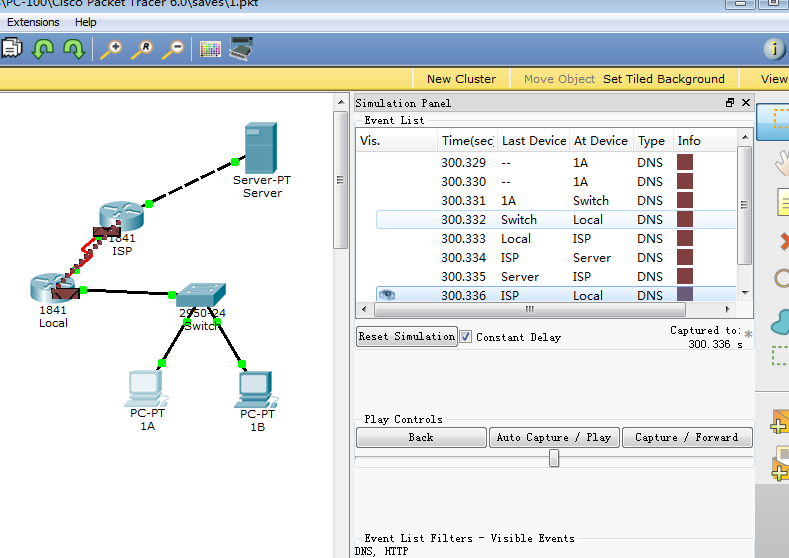 \PC-100\Cisco Packet Tracer 6.0\saves\1.pkt
Extensions Help
New Cluster Move Object Set Tiled Background View
Simulation Panel
Event List
Vis. Time(sec Last Device At Device Type Info
300.329 -- 1A DNS
300.330 -- 1A DNS
300.331 1A Switch DNS
300.332 Switch Local DNS
300.333 Local ISP DNS
300.334 ISP Server DNS
300.335 Server ISP DNS
300.336 ISP Local DNS
Reset Simulation Constant Delay Captured to:
300.336 s
Play Controls
Back Auto Capture / Play Capture / Forward
Event List Filters - Visible Events
DNS, HTTP
Server-PT
Server
1841
ISP
1841
Local
2950-24
Switch
PC-PT
1A
PC-PT
1B